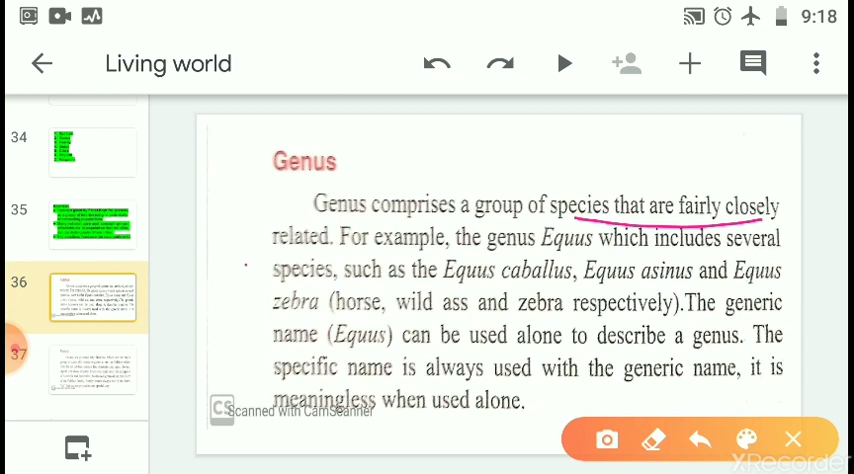 9:18
Living world
34
35
36
37
Genus
Genus comprises a group of species that are fairly closely
related. For example, the genus Equus which includes several
species, such as the Equus caballus, Equus asinus and Equus
zebra (horse, wild ass and zebra respectively).The generic
name (Equus) can be used alone to describe a genus. The
specific name is always used with the generic name, it is
meaningless when used alone.
CS Scanned with CamScanner
XRecorder